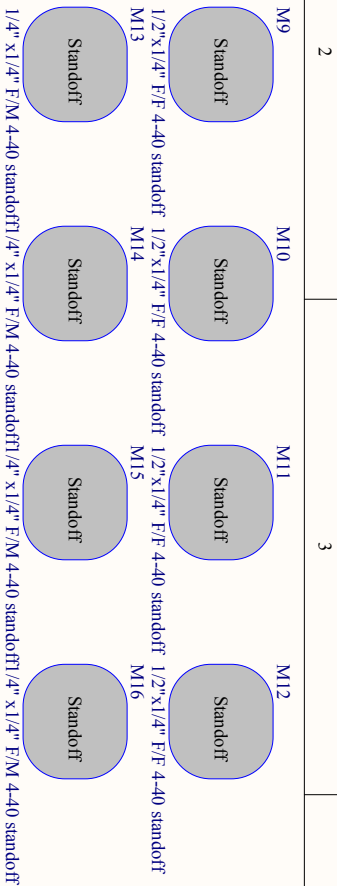 2
3
M9
M10
M11
M12
Standoff
Standoff
Standoff
Standoff
1/2"x1/4" F/F 4-40 standoff
1/2"x1/4" F/F 4-40 standoff
1/2"x1/4" F/F 4-40 standoff
1/2"x1/4" F/F 4-40 standoff
M13
M14
M15
M16
Standoff
Standoff
Standoff
Standoff
1/4" x1/4" F/M 4-40 standoff
1/4" x1/4" F/M 4-40 standoff
1/4" x1/4" F/M 4-40 standoff
1/4" x1/4" F/M 4-40 standoff